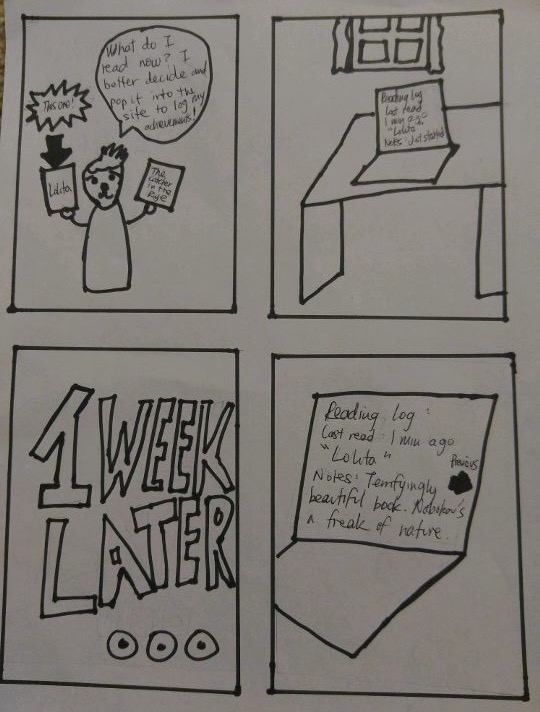 What do I
read now? I
better decide and
pop it into the
site to log my
achievements!
This one!
Lolita
The
Catcher
in the
Rye
Reading Log
Last read
1 min ago
"Lolita"
Notes: Just started
1 WEEK
LATER
Reading Log:
Last read: 1 min ago
"Lolita"
Previous
Notes: Terrifyingly
beautiful book. Nabokov's
a freak of nature.